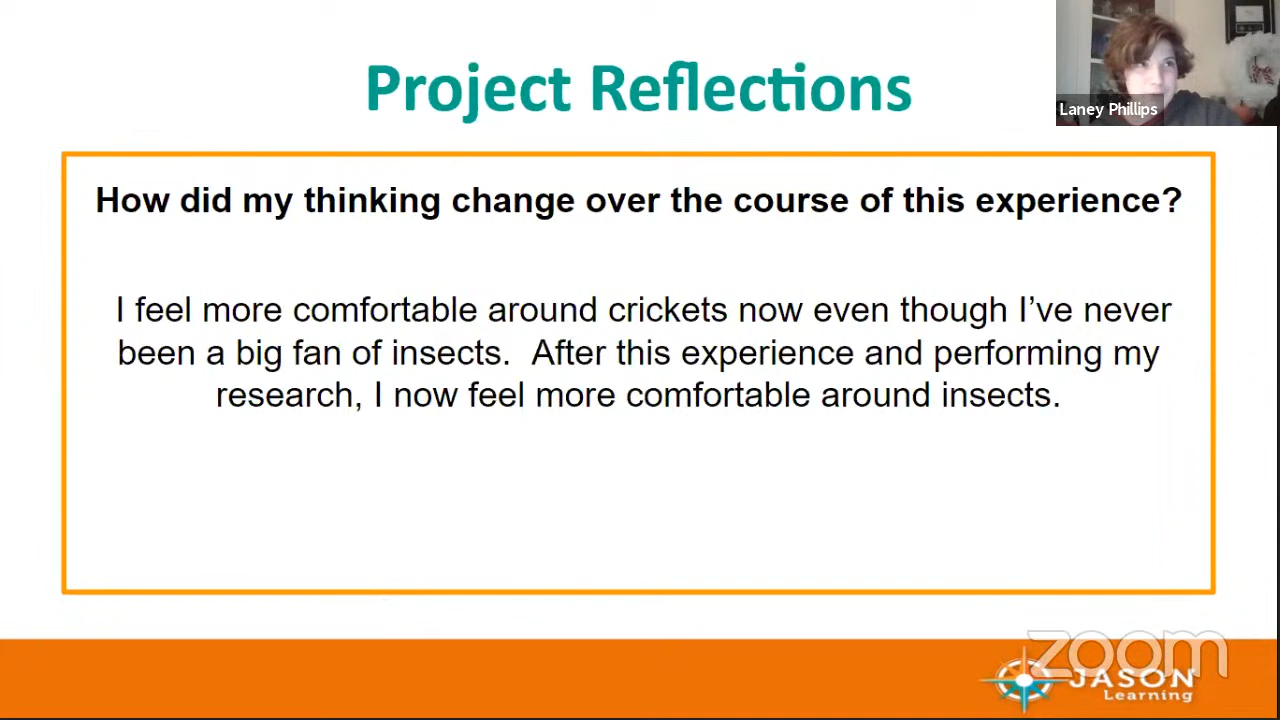 Project Reflections
Laney Phillips
How did my thinking change over the course of this experience?
I feel more comfortable around crickets now even though I’ve never
been a big fan of insects.  After this experience and performing my
research, I now feel more comfortable around insects.
zoom
JASON
Learning